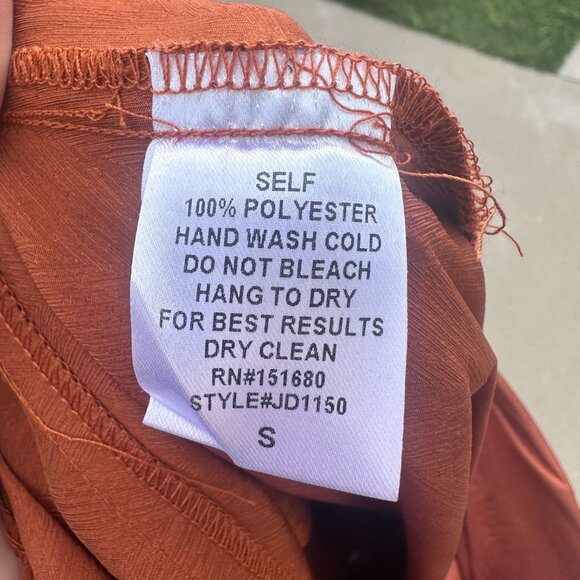 SELF
100% POLYESTER
HAND WASH COLD
DO NOT BLEACH
HANG TO DRY
FOR BEST RESULTS
DRY CLEAN
RN#151680
STYLE#JD1150
S